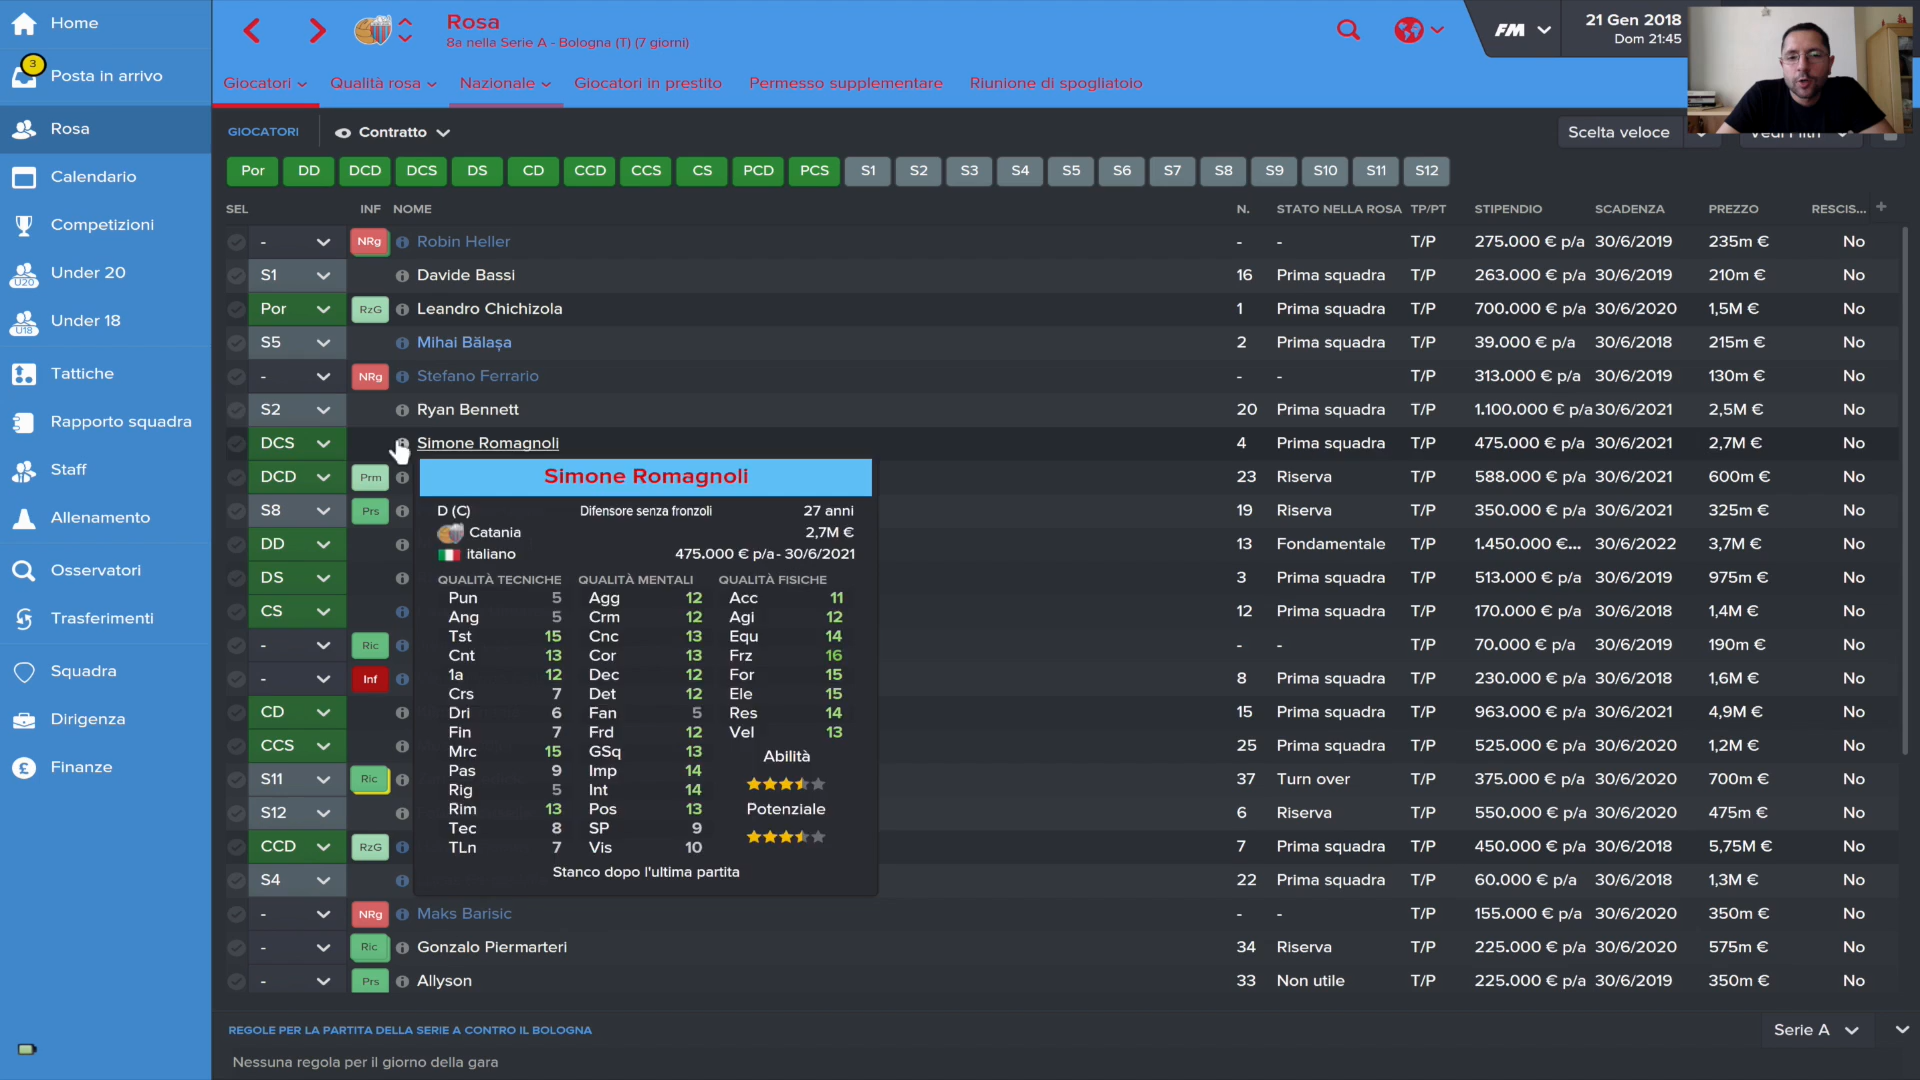 Home
3
Posta in arrivo
Rosa
Calendario
Competizioni
Under 20
U20
Under 18
U18
Tattiche
Rapporto squadra
Staff
Allenamento
Osservatori
Trasferimenti
Squadra
Dirigenza
Finanze
Rosa
8a nella Serie A - Bologna (T) (7 giorni)
FM
21 Gen 2018
Dom 21:45
Giocatori Qualità rosa Nazionale Giocatori in prestito Permesso supplementare Riunione di spogliatoio
GIOCATORI Contratto Scelta veloce
Por DD DCD DCS DS CD CCD CCS CS PCD PCS S1 S2 S3 S4 S5 S6 S7 S8 S9 S10 S11 S12
SEL INF NOME N. STATO NELLA ROSA TP/PT STIPENDIO SCADENZA PREZZO RESCIS... +
- NRg Robin Heller - - T/P 275.000 € p/a 30/6/2019 235m € No
S1 Davide Bassi 16 Prima squadra T/P 263.000 € p/a 30/6/2019 210m € No
Por RzG Leandro Chichizola 1 Prima squadra T/P 700.000 € p/a 30/6/2020 1,5M € No
S5 Mihai Bălașa 2 Prima squadra T/P 39.000 € p/a 30/6/2018 215m € No
- NRg Stefano Ferrario - - T/P 313.000 € p/a 30/6/2019 130m € No
S2 Ryan Bennett 20 Prima squadra T/P 1.100.000 € p/a 30/6/2021 2,5M € No
DCS Simone Romagnoli 4 Prima squadra T/P 475.000 € p/a 30/6/2021 2,7M € No
DCD Prm 23 Riserva T/P 588.000 € p/a 30/6/2020 600m € No
S8 Prs 19 Riserva T/P 350.000 € p/a 30/6/2021 325m € No
DD 13 Fondamentale T/P 1.450.000 €... 30/6/2022 3,7M € No
DS 3 Prima squadra T/P 513.000 € p/a 30/6/2019 975m € No
CS 12 Prima squadra T/P 170.000 € p/a 30/6/2018 1,4M € No
- Ric - - T/P 70.000 € p/a 30/6/2019 190m € No
- Inf 8 Prima squadra T/P 230.000 € p/a 30/6/2018 1,6M € No
CD 15 Prima squadra T/P 963.000 € p/a 30/6/2021 4,9M € No
CCS 25 Prima squadra T/P 525.000 € p/a 30/6/2020 1,2M € No
S11 Ric 37 Turn over T/P 375.000 € p/a 30/6/2020 700m € No
S12 6 Riserva T/P 550.000 € p/a 30/6/2020 475m € No
CCD RzG 7 Prima squadra T/P 450.000 € p/a 30/6/2018 5,75M € No
S4 22 Prima squadra T/P 60.000 € p/a 30/6/2018 1,3M € No
- NRg Maks Barisic - - T/P 155.000 € p/a 30/6/2020 350m € No
- Ric Gonzalo Piermarteri 34 Riserva T/P 225.000 € p/a 30/6/2020 575m € No
- Prs Allyson 33 Non utile T/P 225.000 € p/a 30/6/2019 350m € No
Simone Romagnoli
D (C) Difensore senza fronzoli 27 anni
Catania 2,7M €
italiano 475.000 € p/a - 30/6/2021
QUALITÀ TECNICHE QUALITÀ MENTALI QUALITÀ FISICHE
Pun 5 Agg 12 Acc 11
Ang 5 Crm 12 Agi 12
Tst 15 Cnc 13 Equ 14
Cnt 13 Cor 13 Frz 16
1a 12 Dec 12 For 15
Crs 7 Det 12 Ele 15
Dri 6 Fan 5 Res 14
Fin 7 Frd 12 Vel 13
Mrc 15 GSq 13 Abilità
Pas 9 Imp 14
Rig 5 Int 14
Rim 13 Pos 13 Potenziale
Tec 8 SP 9
TLn 7 Vis 10
Stanco dopo l'ultima partita
REGOLE PER LA PARTITA DELLA SERIE A CONTRO IL BOLOGNA Serie A
Nessuna regola per il giorno della gara